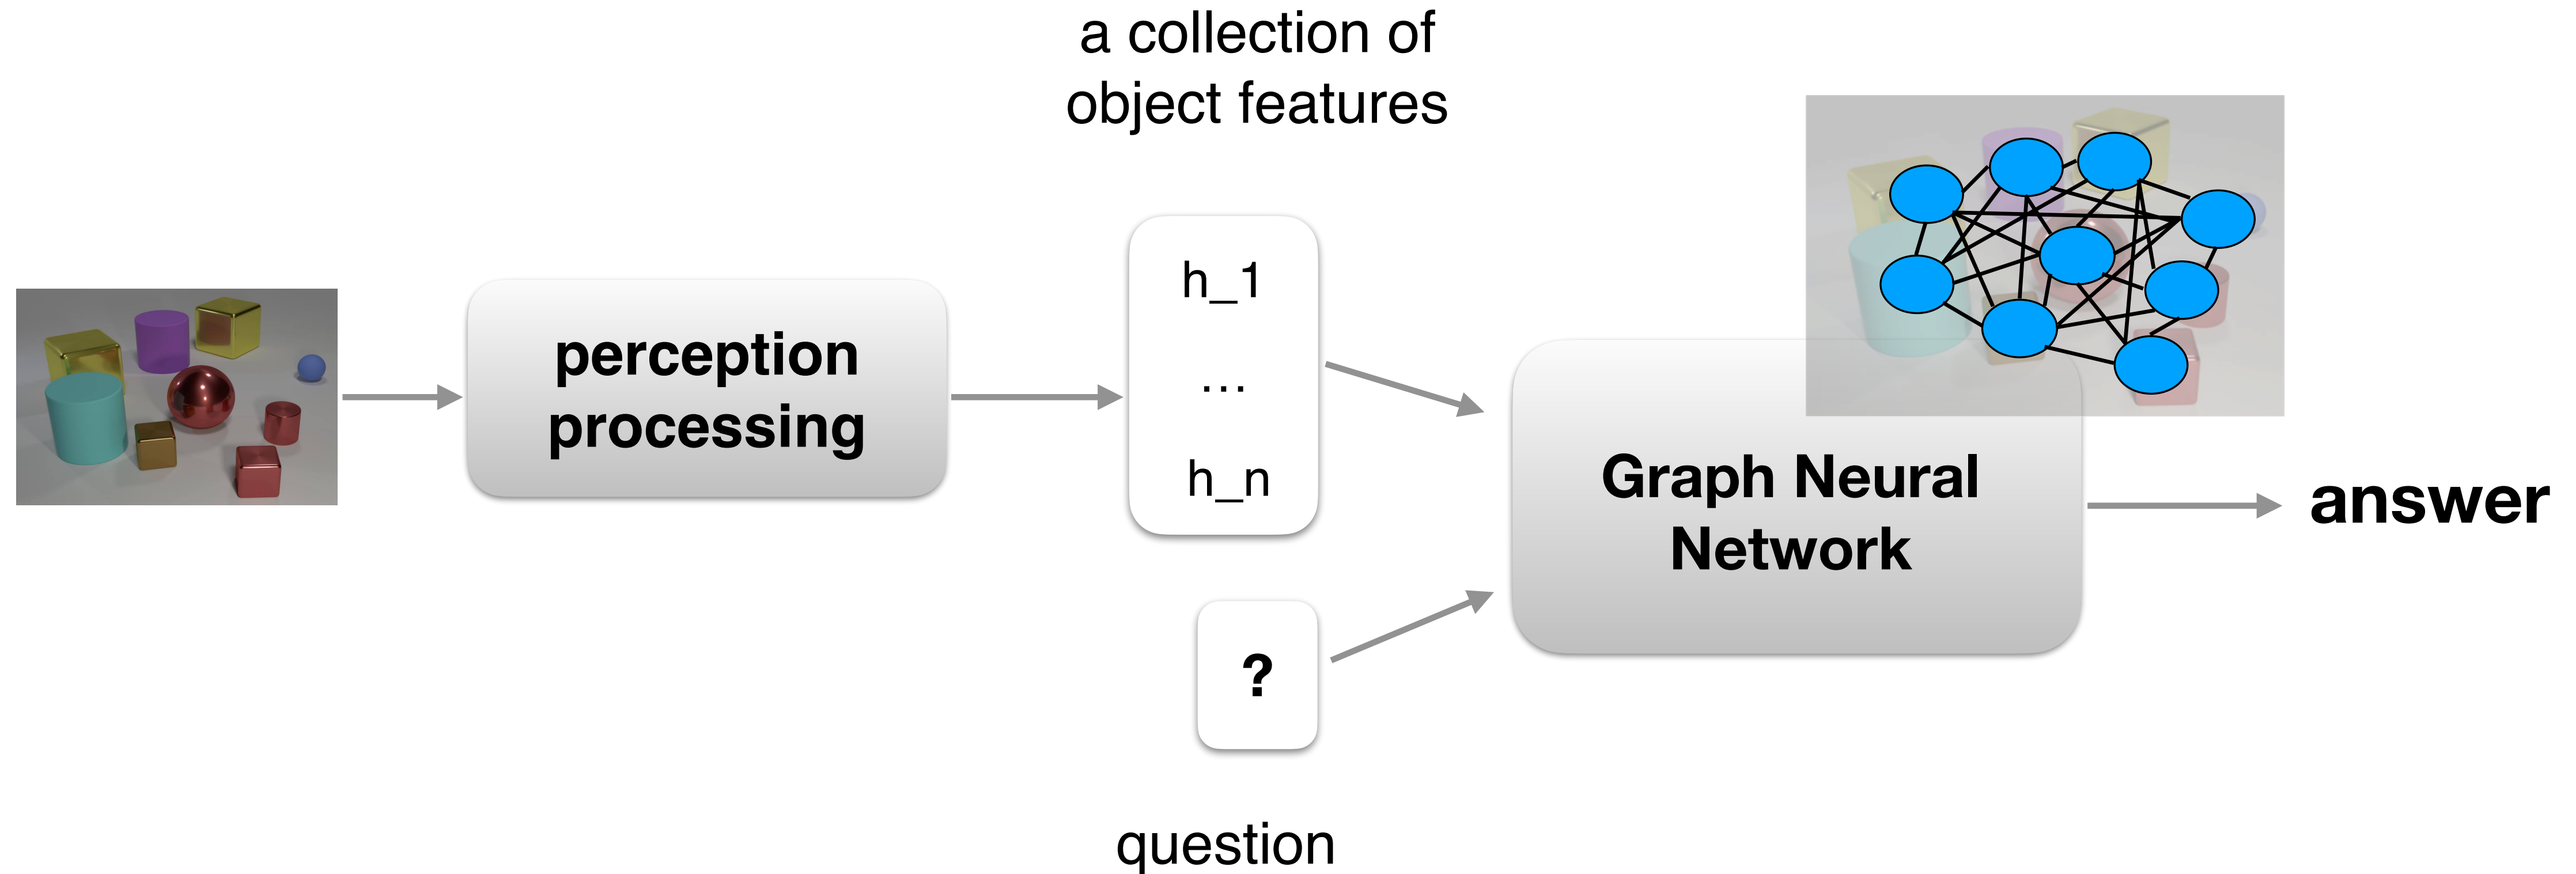 a collection of
object features
perception
processing
h_1
...
h_n
?
question
Graph Neural
Network
answer